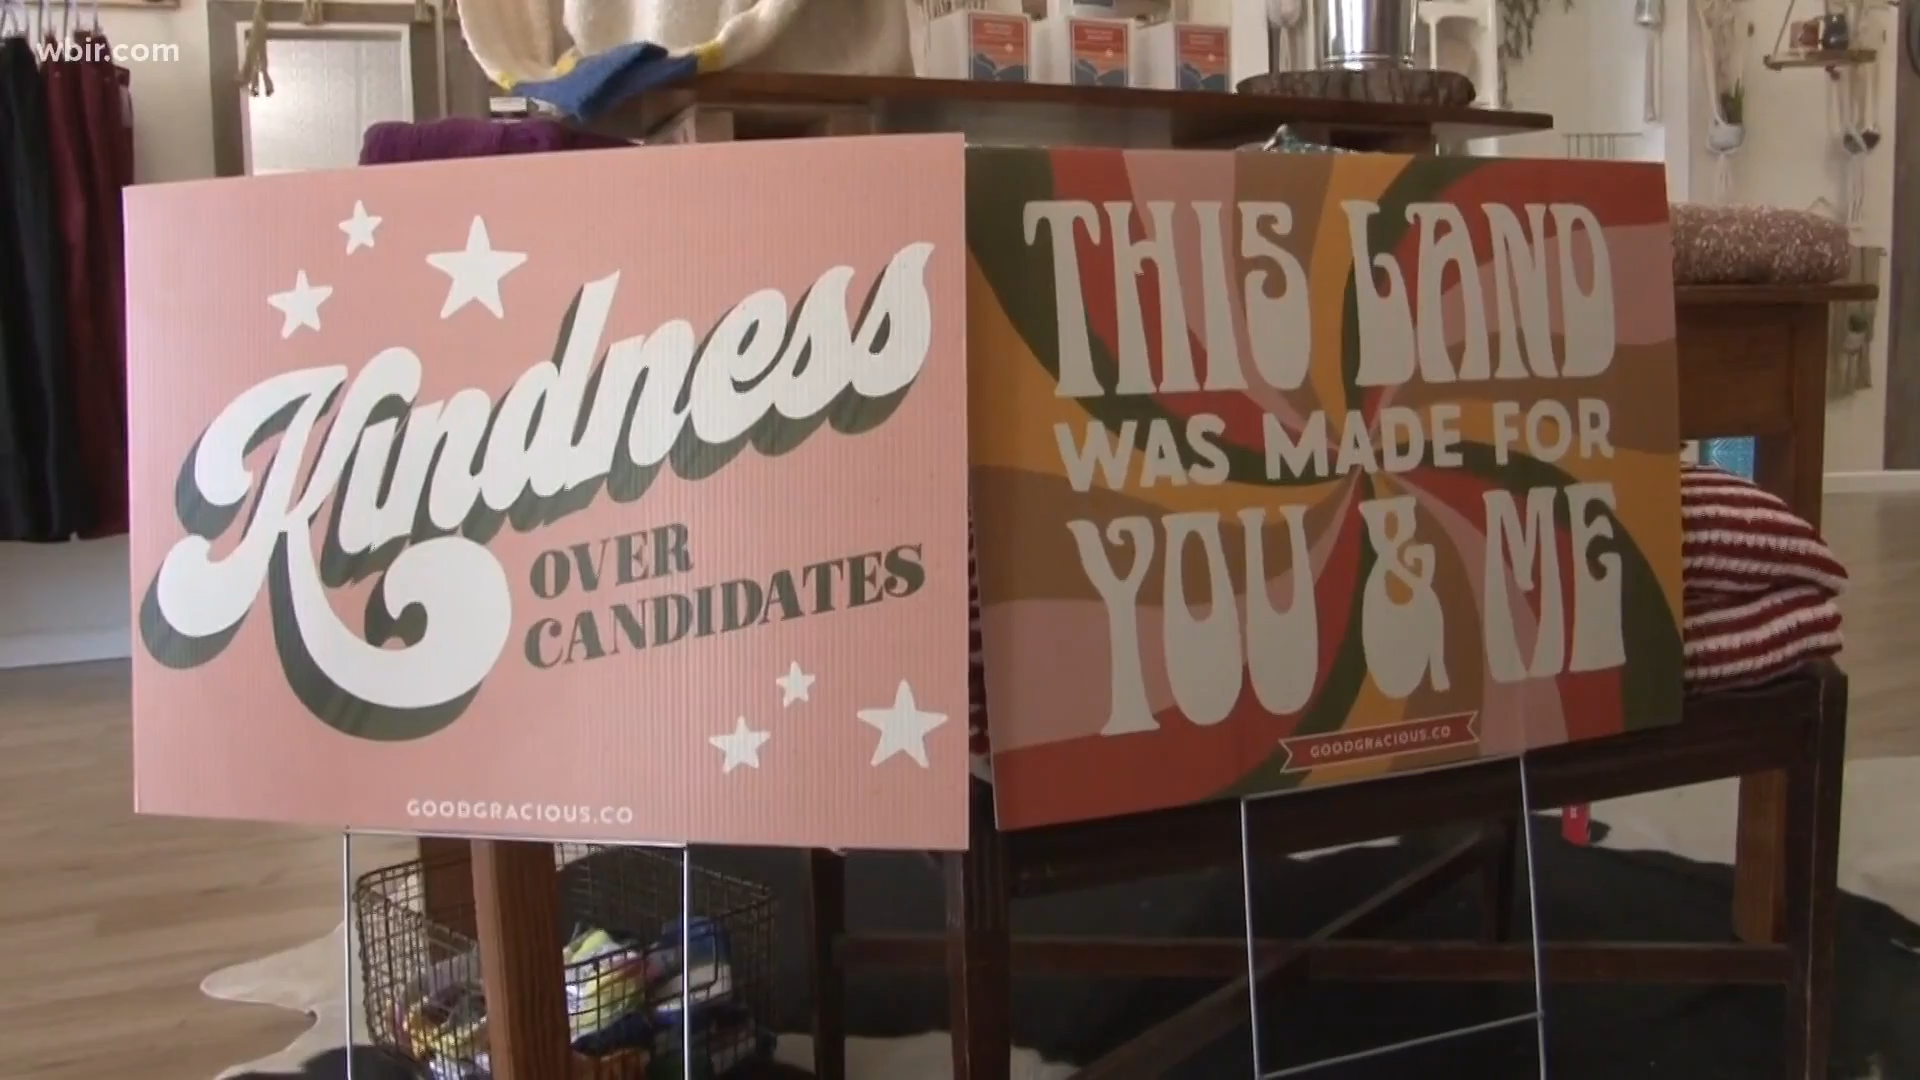 wbir.com
Kindness
OVER
CANDIDATES
GOODGRACIOUS.CO
THIS LAND
WAS MADE FOR
YOU & ME
GOODGRACIOUS.CO